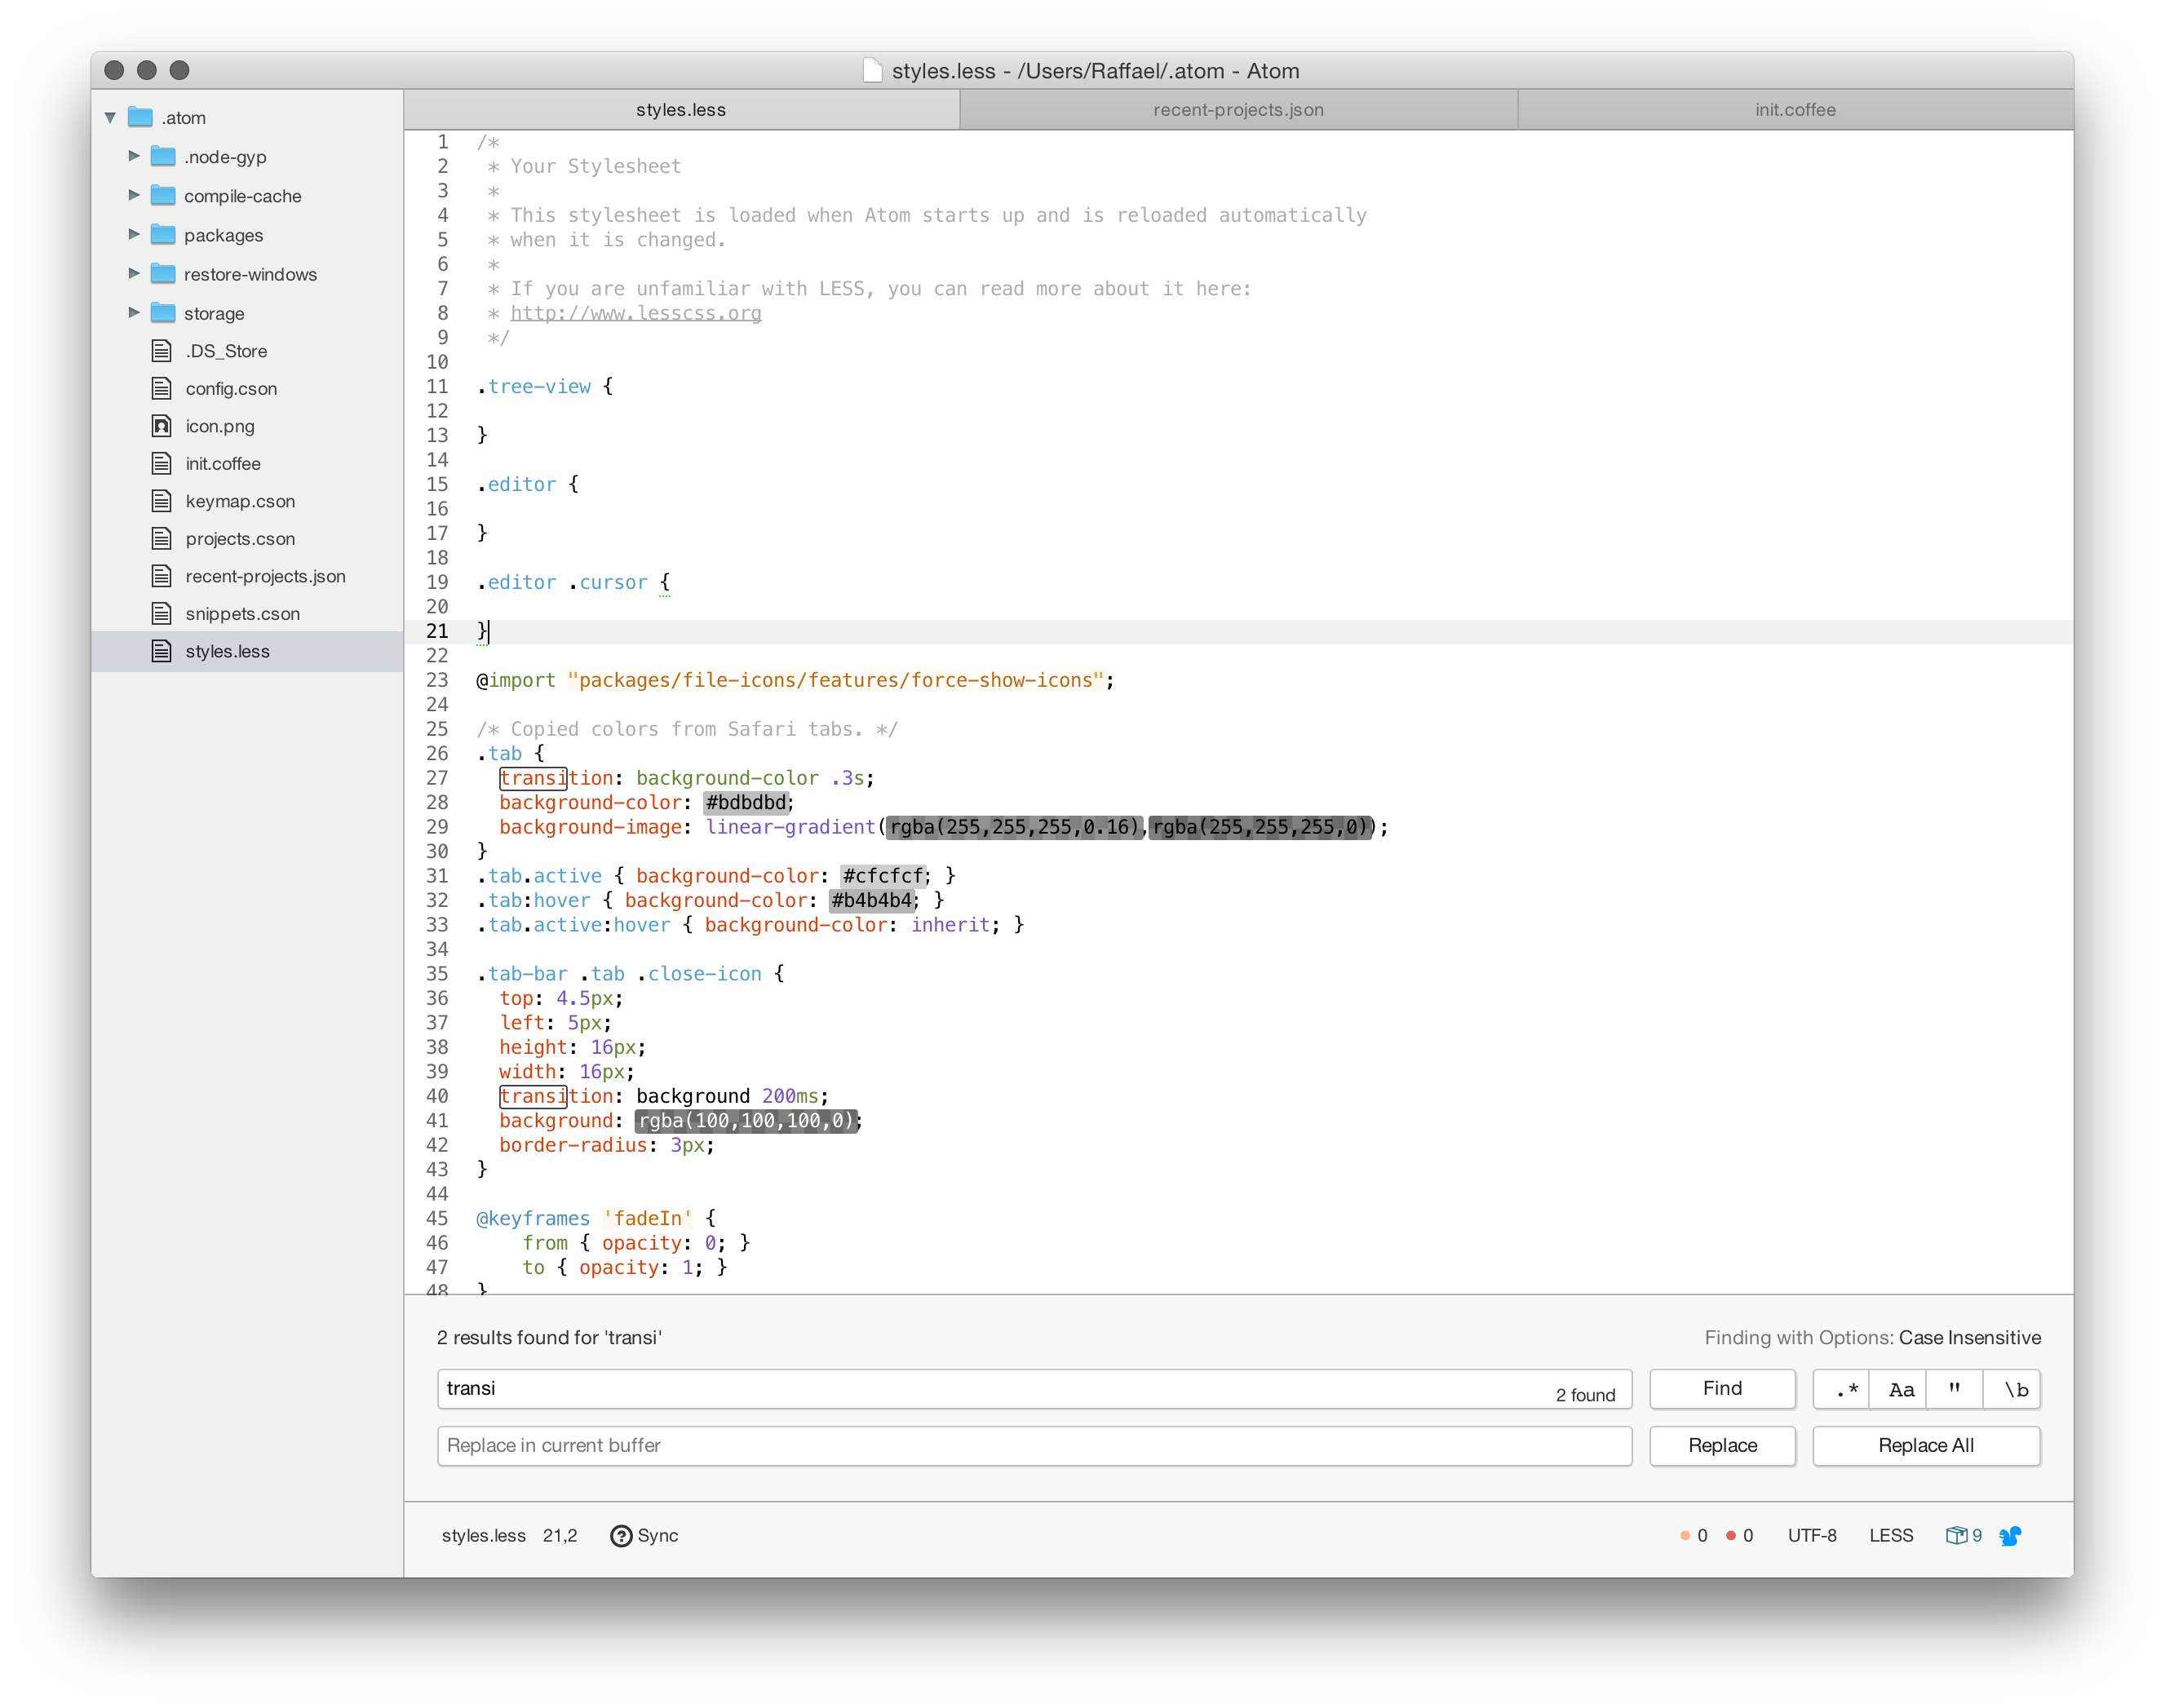 styles.less - /Users/Raffael/.atom - Atom
.atom
.node-gyp
compile-cache
packages
restore-windows
storage
.DS_Store
config.cson
icon.png
init.coffee
keymap.cson
projects.cson
recent-projects.json
snippets.cson
styles.less
styles.less recent-projects.json init.coffee
1 /*
2 * Your Stylesheet
3 *
4 * This stylesheet is loaded when Atom starts up and is reloaded automatically
5 * when it is changed.
6 *
7 * If you are unfamiliar with LESS, you can read more about it here:
8 * http://www.lesscss.org
9 */
10
11 .tree-view {
12
13 }
14
15 .editor {
16
17 }
18
19 .editor .cursor {
20
21 }
22
23 @import "packages/file-icons/features/force-show-icons";
24
25 /* Copied colors from Safari tabs. */
26 .tab {
27 transition: background-color .3s;
28 background-color: #bdbdbd;
29 background-image: linear-gradient(rgba(255,255,255,0.16),rgba(255,255,255,0));
30 }
31 .tab.active { background-color: #cfcfcf; }
32 .tab:hover { background-color: #b4b4b4; }
33 .tab.active:hover { background-color: inherit; }
34
35 .tab-bar .tab .close-icon {
36 top: 4.5px;
37 left: 5px;
38 height: 16px;
39 width: 16px;
40 transition: background 200ms;
41 background: rgba(100,100,100,0);
42 border-radius: 3px;
43 }
44
45 @keyframes 'fadeIn' {
46 from { opacity: 0; }
47 to { opacity: 1; }
48 }
2 results found for 'transi' Finding with Options: Case Insensitive
transi 2 found Find .* Aa " \b
Replace in current buffer Replace Replace All
styles.less 21,2 Sync 0 0 UTF-8 LESS 9